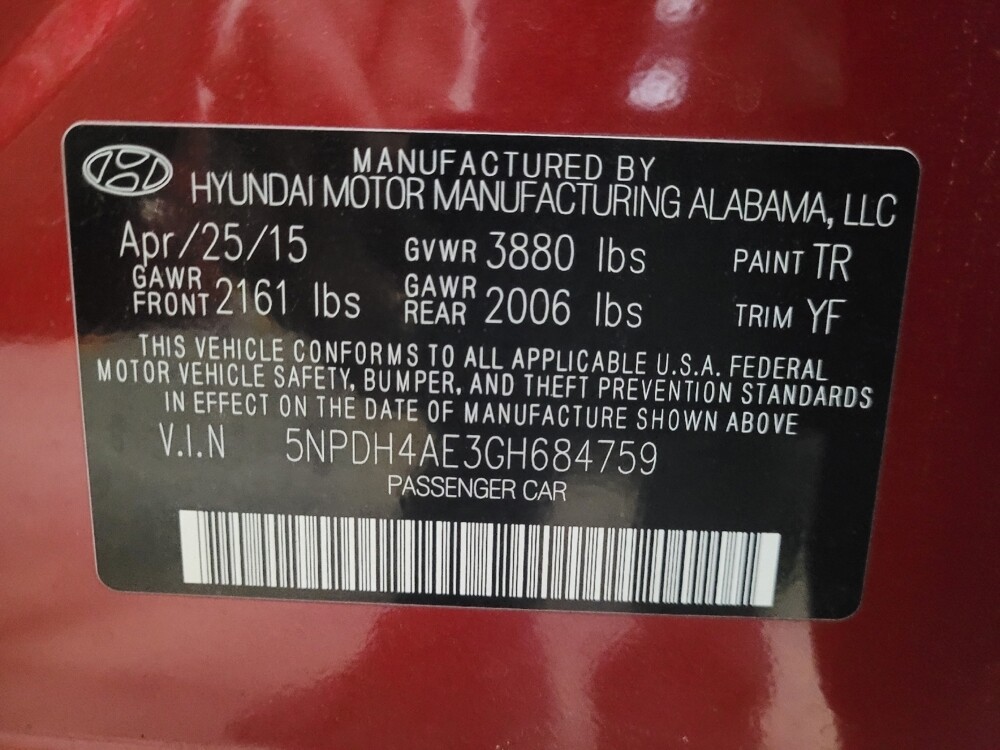 MANUFACTURED BY
HYUNDAI MOTOR MANUFACTURING ALABAMA, LLC
Apr/25/15 GVWR 3880 lbs PAINT TR
GAWR FRONT 2161 lbs GAWR REAR 2006 lbs TRIM YF
THIS VEHICLE CONFORMS TO ALL APPLICABLE U.S.A. FEDERAL
MOTOR VEHICLE SAFETY, BUMPER, AND THEFT PREVENTION STANDARDS
IN EFFECT ON THE DATE OF MANUFACTURE SHOWN ABOVE
V.I.N 5NPDH4AE3GH684759
PASSENGER CAR